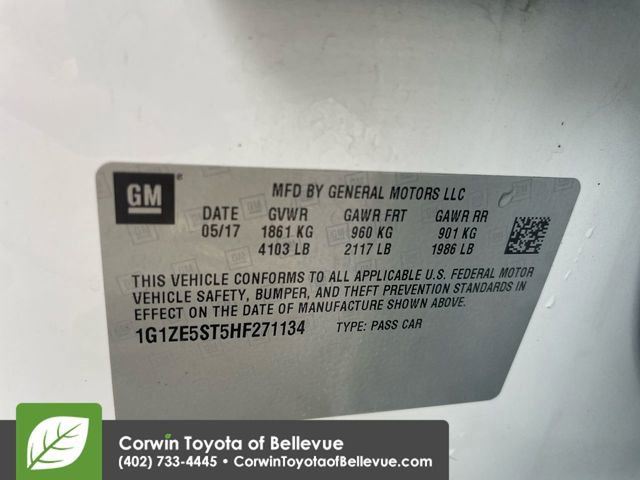 GM ®
MFD BY GENERAL MOTORS LLC
DATE GVWR GAWR FRT GAWR RR
05/17 1861 KG 960 KG 901 KG
4103 LB 2117 LB 1986 LB
THIS VEHICLE CONFORMS TO ALL APPLICABLE U.S. FEDERAL MOTOR
VEHICLE SAFETY, BUMPER, AND THEFT PREVENTION STANDARDS IN
EFFECT ON THE DATE OF MANUFACTURE SHOWN ABOVE.
1G1ZE5ST5HF271134 TYPE: PASS CAR
Corwin Toyota of Bellevue
(402) 733-4445 • CorwinToyotaofBellevue.com